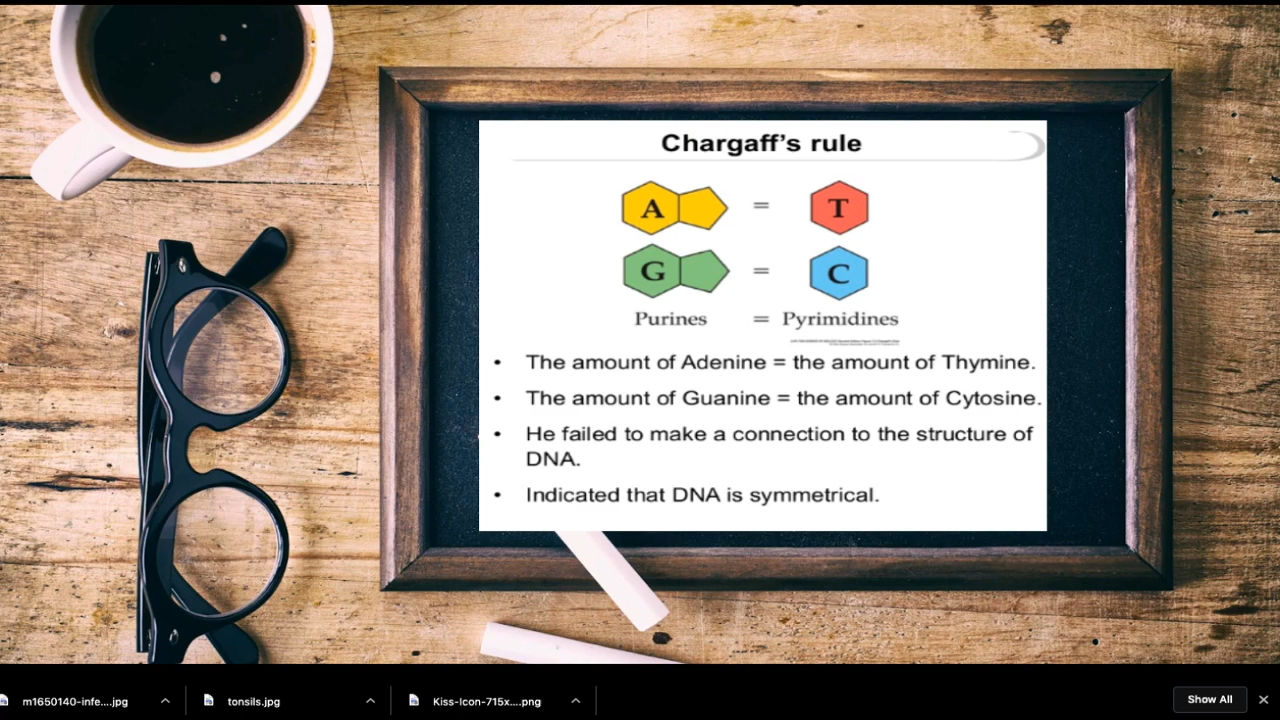 Chargaff's rule
A = T
G = C
Purines = Pyrimidines
• The amount of Adenine = the amount of Thymine.
• The amount of Guanine = the amount of Cytosine.
• He failed to make a connection to the structure of
DNA.
• Indicated that DNA is symmetrical.
m1650140-infe....jpg
tonsils.jpg
Kiss-Icon-715x....png
Show All